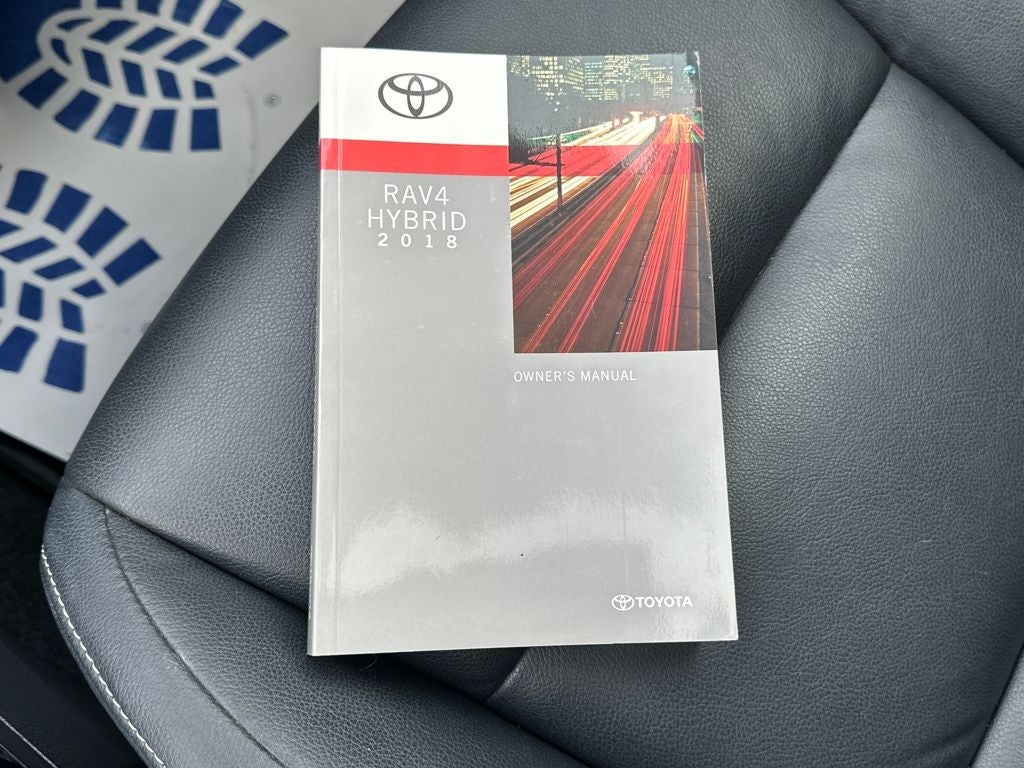 RAV4
HYBRID
2018
OWNER'S MANUAL
TOYOTA